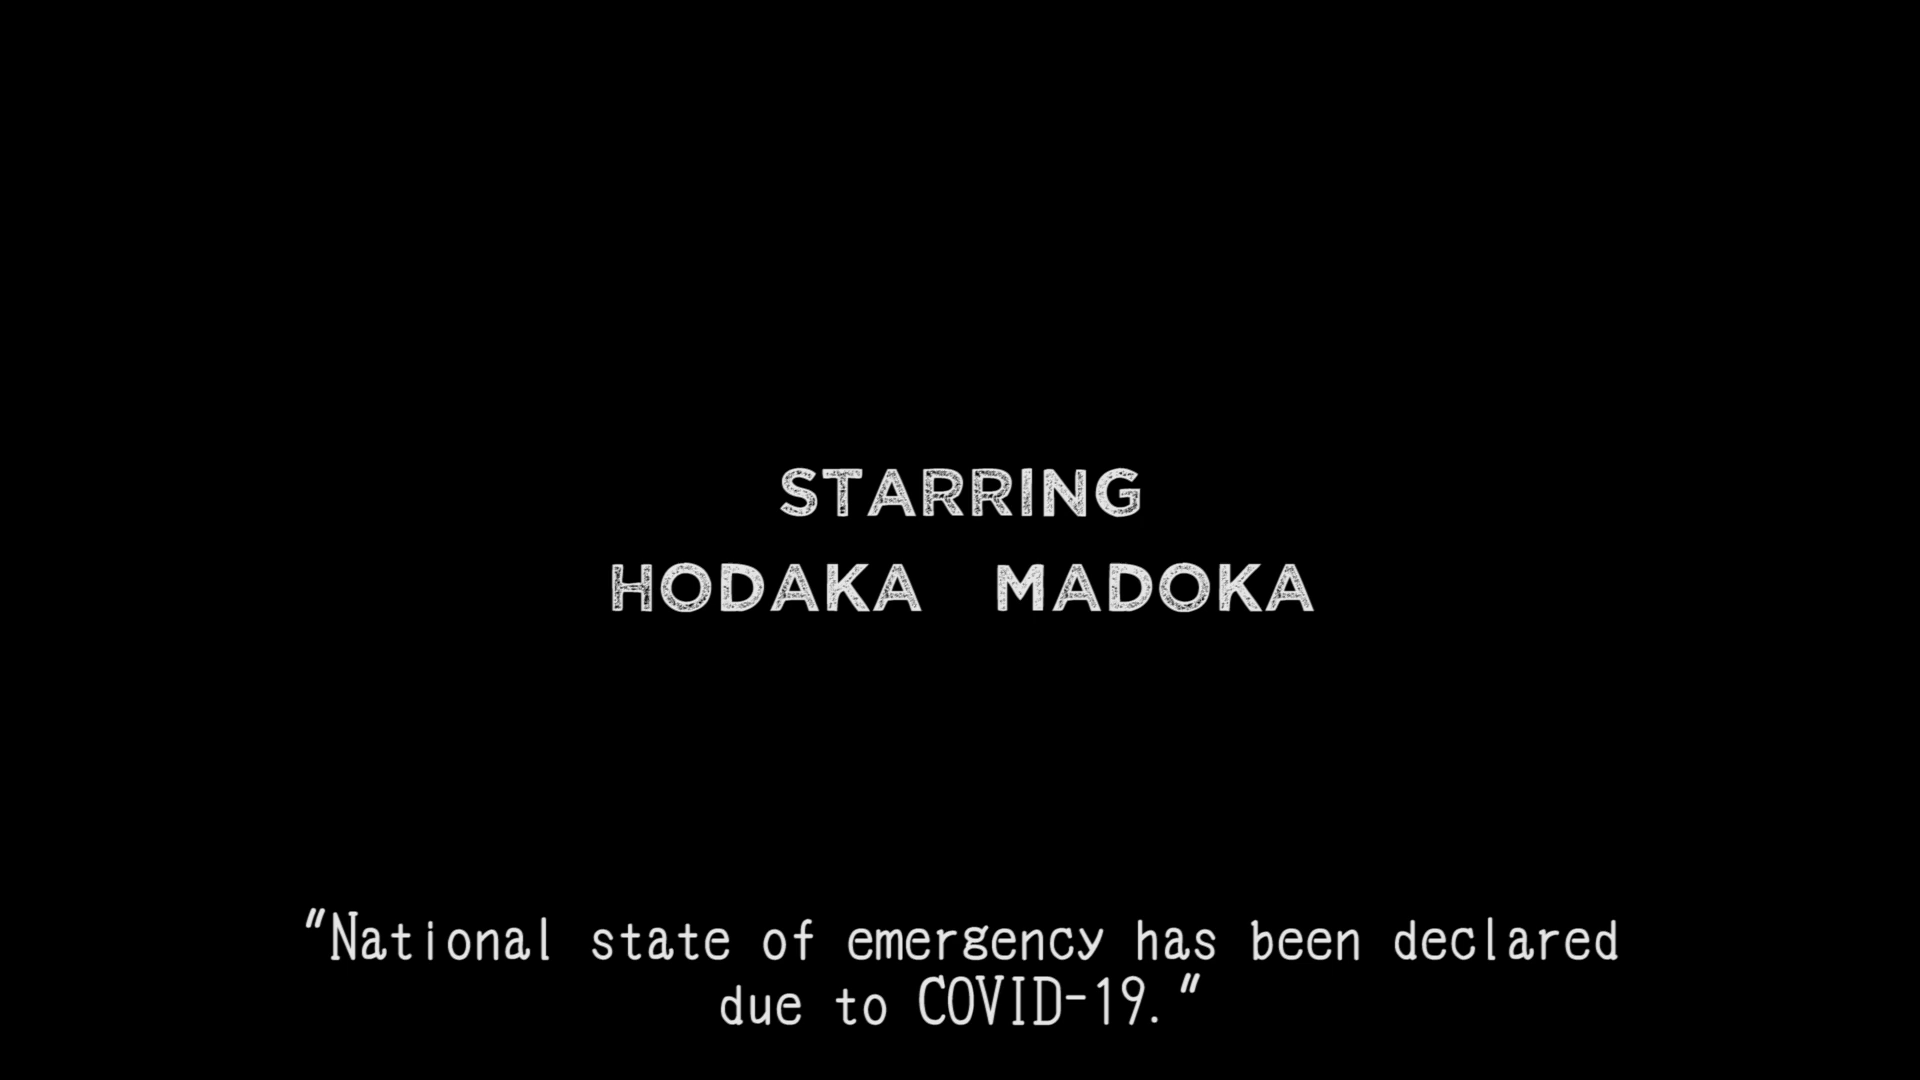 STARRING
HODAKA MADOKA
"National state of emergency has been declared
due to COVID-19."